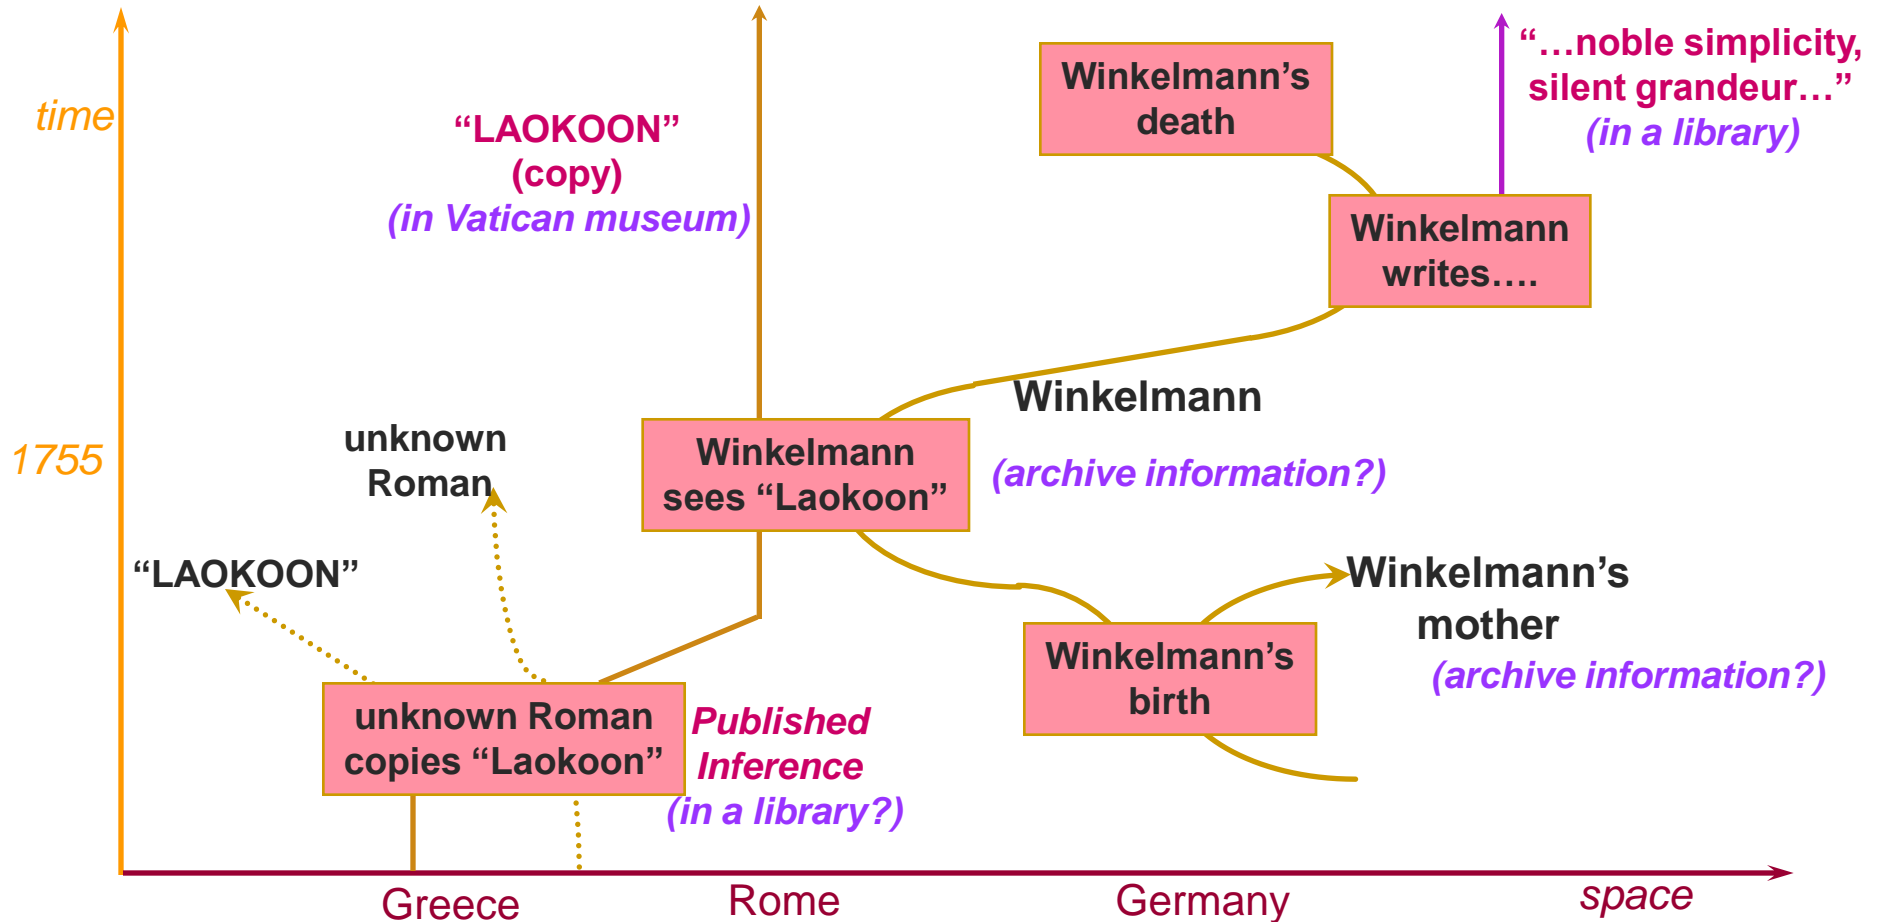 time
“LAOKOON”
(copy)
(in Vatican museum)
Winkelmann’s
death
“…noble simplicity,
silent grandeur…”
(in a library)
Winkelmann
writes….
1755
unknown
Roman
Winkelmann
sees “Laokoon”
Winkelmann
(archive information?)
“LAOKOON”
Winkelmann’s
mother
(archive information?)
unknown Roman
copies “Laokoon”
Published
Inference
(in a library?)
Winkelmann’s
birth
Greece
Rome
Germany
space